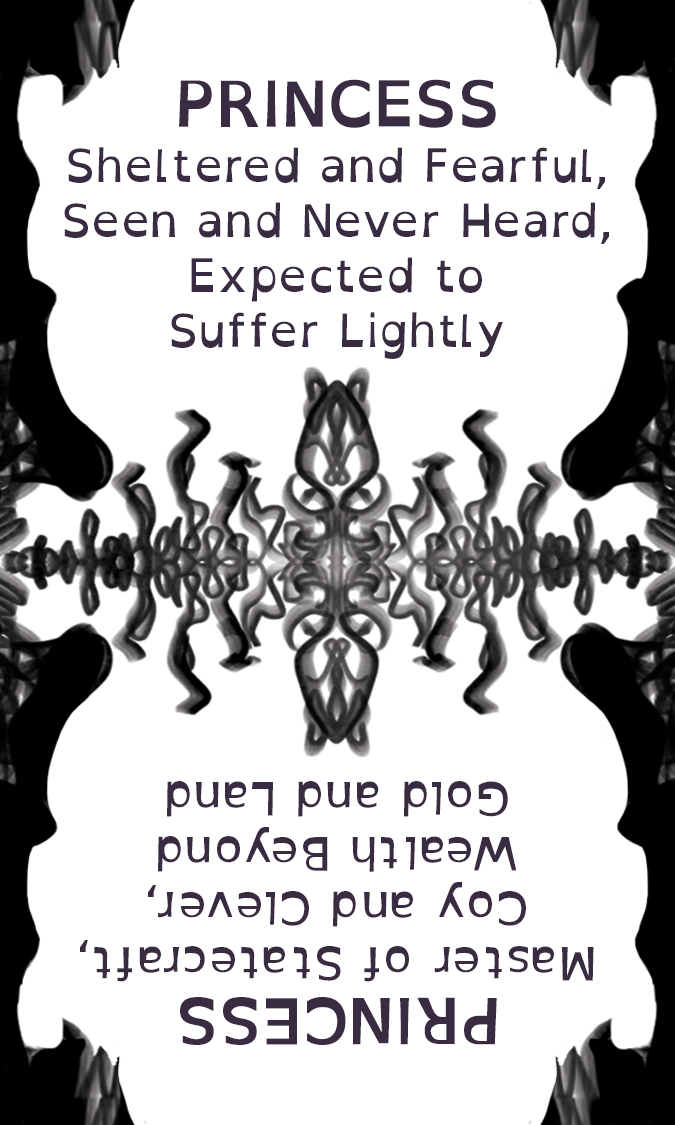 PRINCESS
Sheltered and Fearful,
Seen and Never Heard,
Expected to
Suffer Lightly
PRINCESS
Master of Statecraft,
Coy and Clever,
Wealth Beyond
Gold and Land